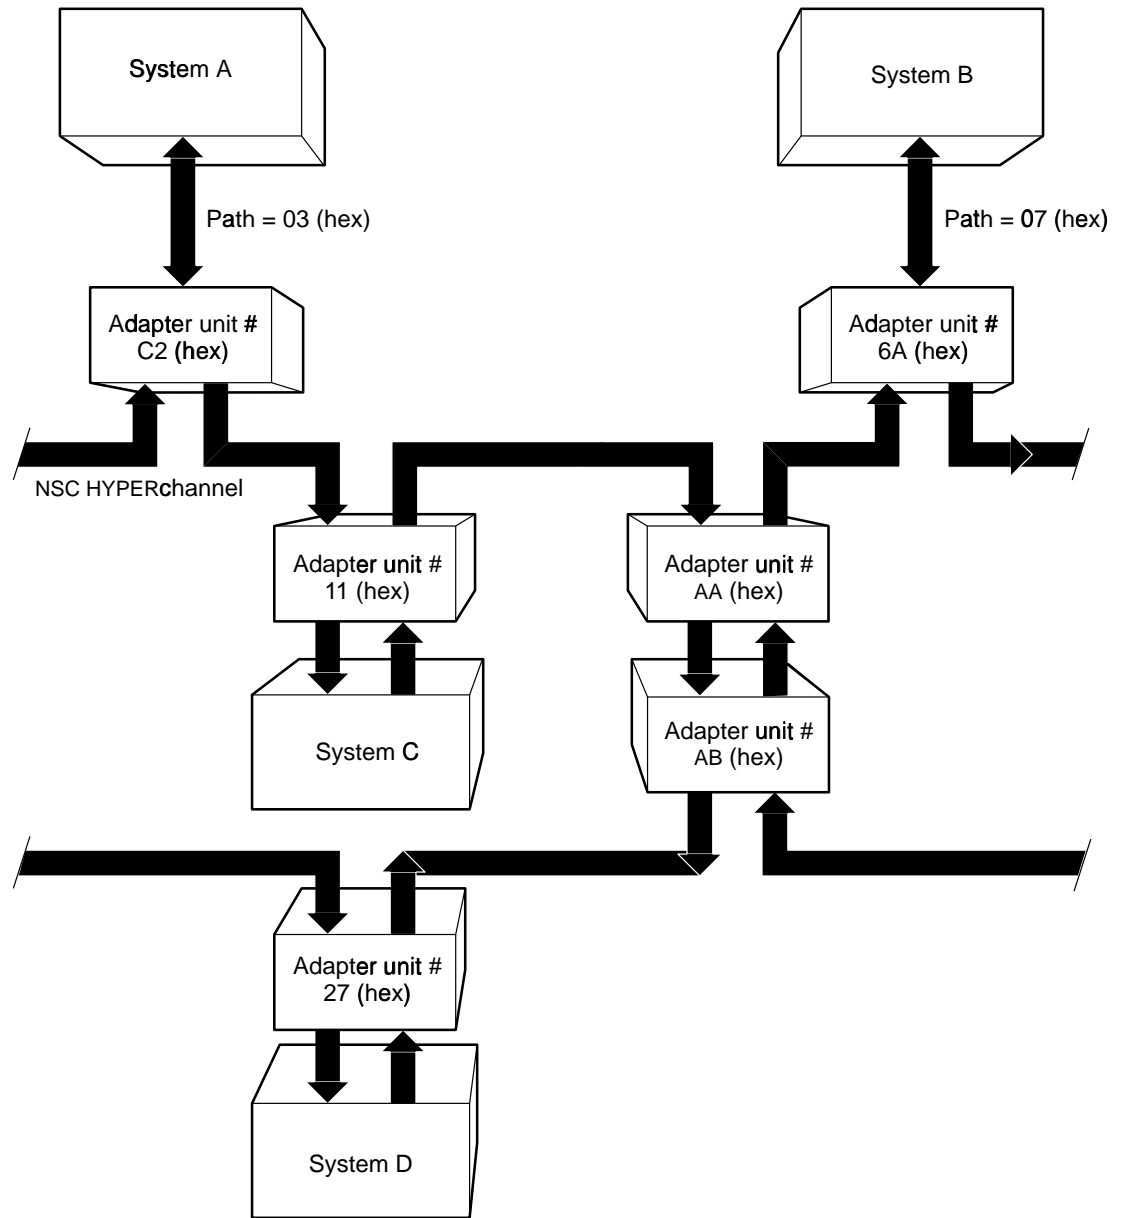 System A
System B
Path = 03 (hex)
Path = 07 (hex)
Adapter unit #
C2 (hex)
Adapter unit #
6A (hex)
NSC HYPERchannel
Adapter unit #
11 (hex)
Adapter unit #
AA (hex)
System C
Adapter unit #
AB (hex)
Adapter unit #
27 (hex)
System D